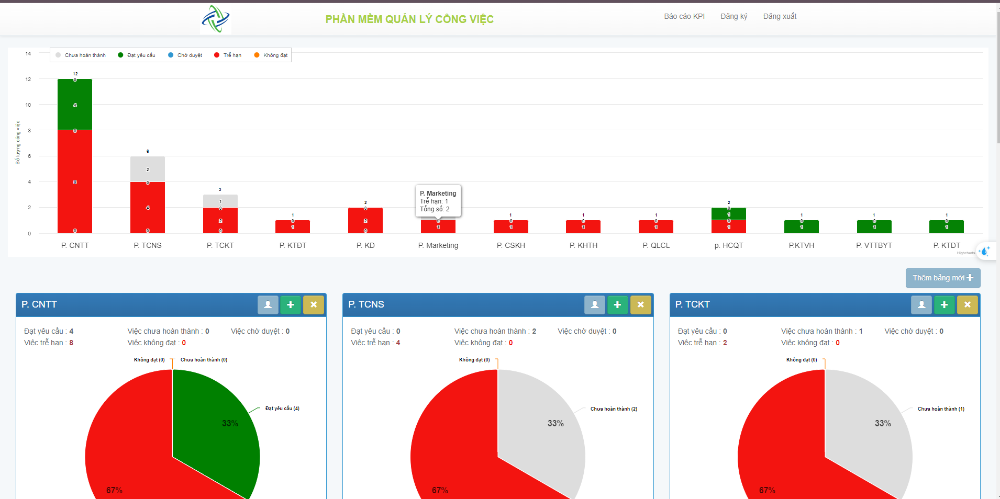 PHẦN MỀM QUẢN LÝ CÔNG VIỆC
Báo cáo KPI Đăng ký Đăng xuất
Chưa hoàn thành Đạt yêu cầu Chờ duyệt Trễ hạn Không đạt
Số lượng công việc
14
12
10
8
6
4
2
0
12
0
4
0
8
0
6
2
0
4
0
3
1
0
2
0
1
0
1
2
0
2
0
P. Marketing
Trễ hạn: 1
Tổng số: 2
0
1
1
0
1
1
0
1
1
0
1
2
0
1
0
1
1
0
1
1
0
1
1
0
1
P. CNTT P. TCNS P. TCKT P. KTĐT P. KD P. Marketing P. CSKH P. KHTH P. QLCL p. HCQT P.KTVH P. VTTBYT P. KTDT
Thêm bảng mới
P. CNTT
Đạt yêu cầu : 4 Việc chưa hoàn thành : 0 Việc chờ duyệt : 0
Việc trễ hạn : 8 Việc không đạt : 0
Không đạt (0) Chưa hoàn thành (0)
Đạt yêu cầu (4)
33%
67%
P. TCNS
Đạt yêu cầu : 0 Việc chưa hoàn thành : 2 Việc chờ duyệt : 0
Việc trễ hạn : 4 Việc không đạt : 0
Không đạt (0)
Chưa hoàn thành (2)
33%
67%
P. TCKT
Đạt yêu cầu : 0 Việc chưa hoàn thành : 1 Việc chờ duyệt : 0
Việc trễ hạn : 2 Việc không đạt : 0
Không đạt (0)
Chưa hoàn thành (1)
33%
67%